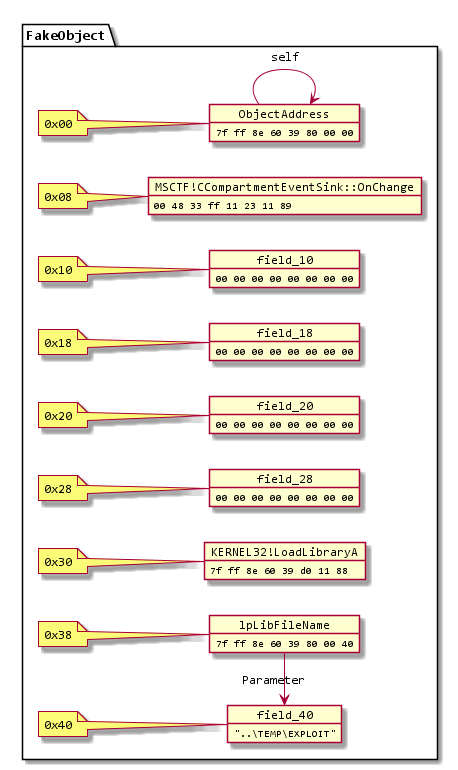 FakeObject
self
0x00
ObjectAddress
7f ff 8e 60 39 80 00 00
0x08
MSCTF!CCompartmentEventSink::OnChange
00 48 33 ff 11 23 11 89
0x10
field_10
00 00 00 00 00 00 00 00
0x18
field_18
00 00 00 00 00 00 00 00
0x20
field_20
00 00 00 00 00 00 00 00
0x28
field_28
00 00 00 00 00 00 00 00
0x30
KERNEL32!LoadLibraryA
7f ff 8e 60 39 d0 11 88
0x38
lpLibFileName
7f ff 8e 60 39 80 00 40
Parameter
0x40
field_40
"..\TEMP\EXPLOIT"